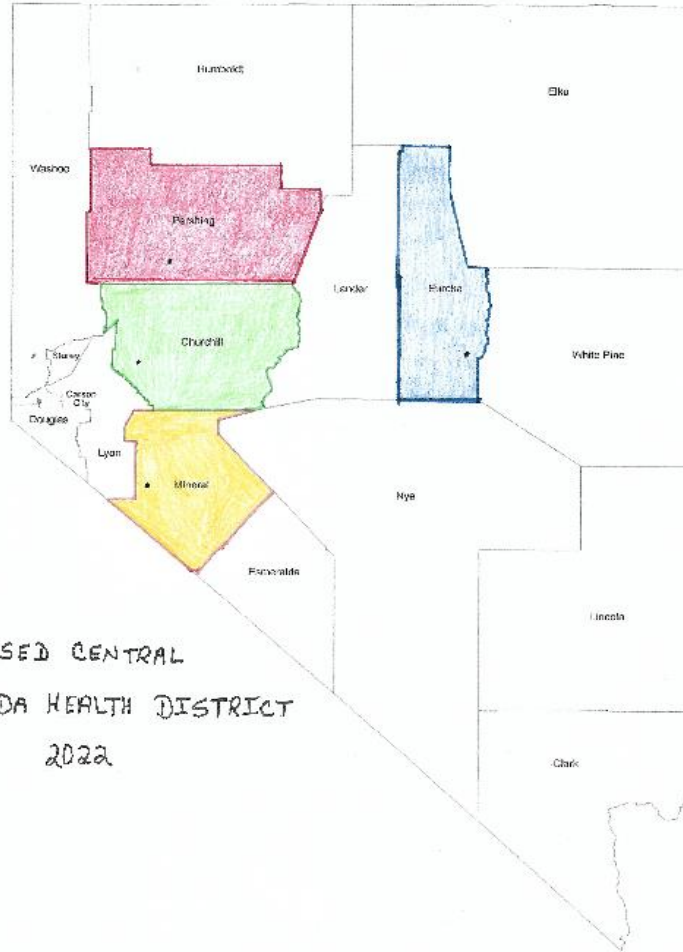 Humboldt
Elko
Washoe
Pershing
Lander
Eureka
Churchill
Storey
White Pine
Carson
City
Douglas
Lyon
Mineral
Nye
Esmeralda
Lincoln
SED CENTRAL
DA HEALTH DISTRICT
2022
Clark